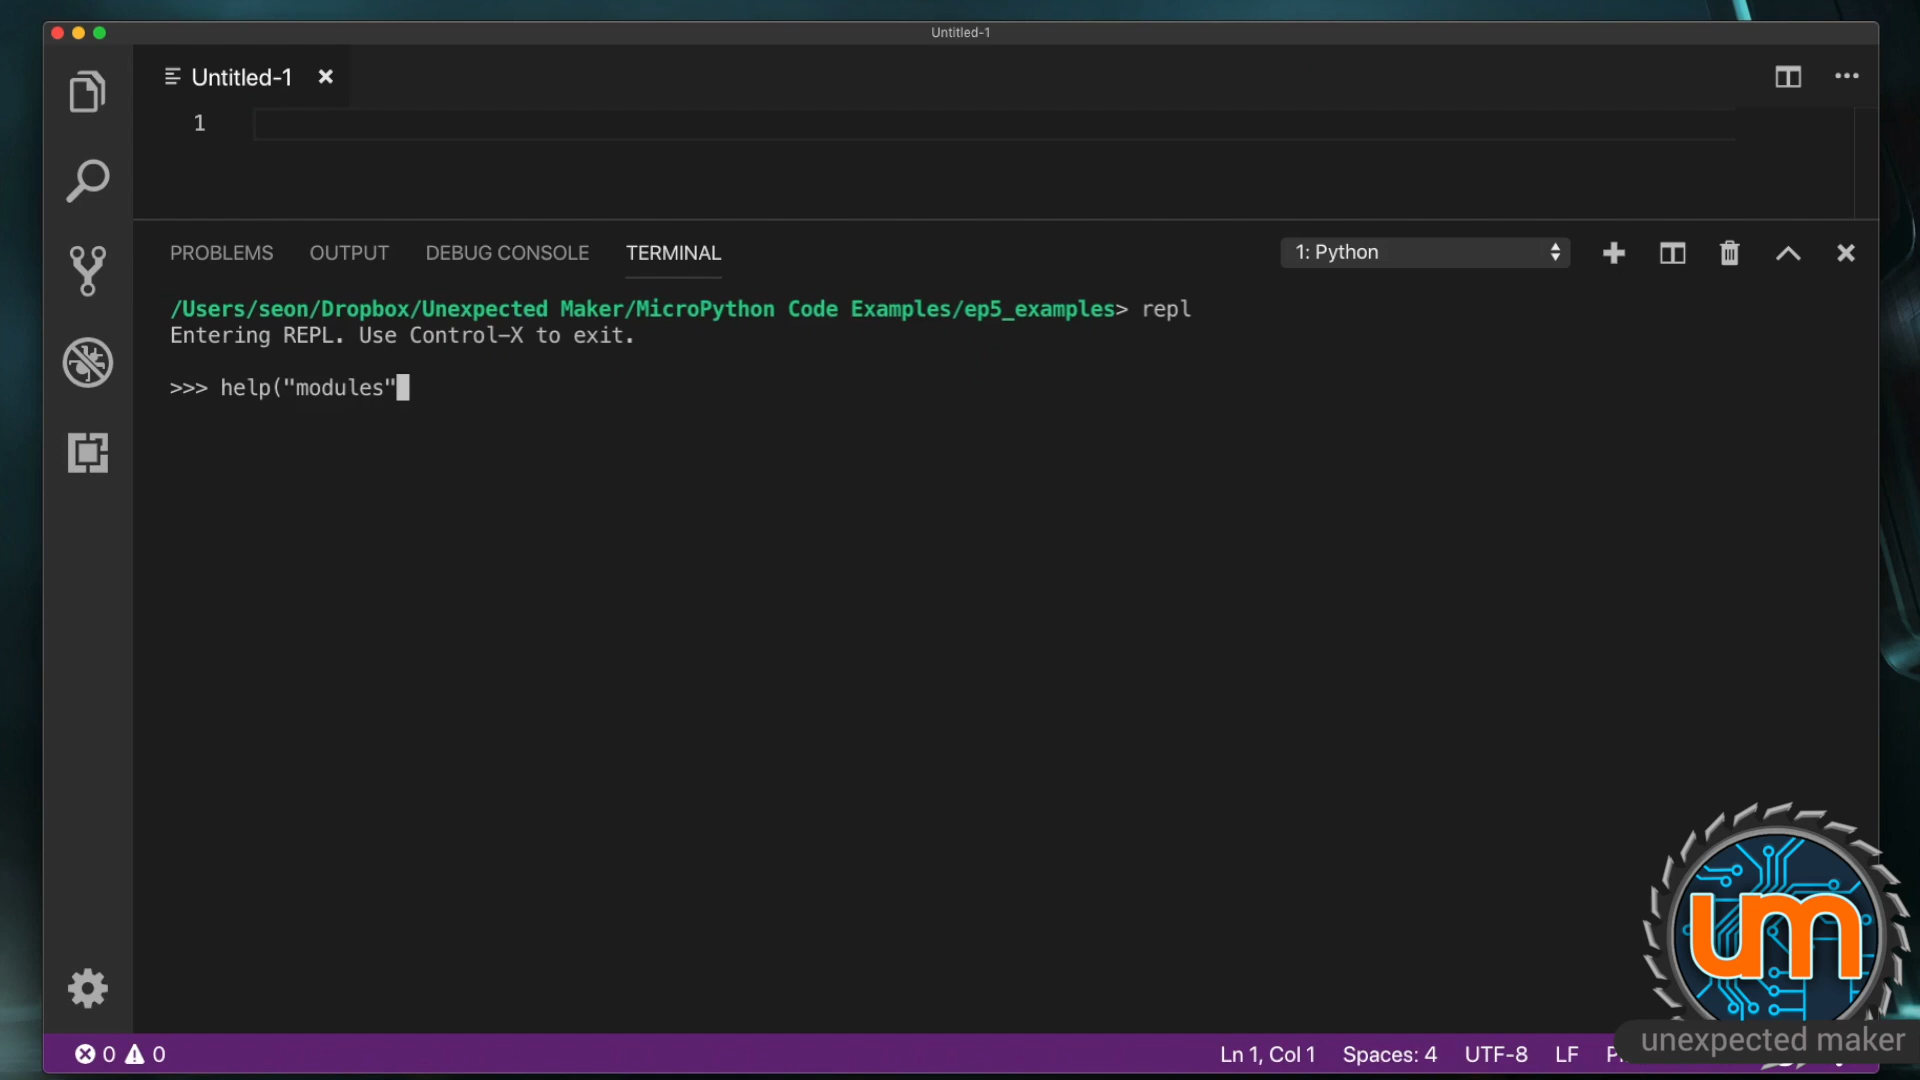 Untitled-1
Untitled-1
1
PROBLEMS OUTPUT DEBUG CONSOLE TERMINAL 1: Python
/Users/seon/Dropbox/Unexpected Maker/MicroPython Code Examples/ep5_examples> repl
Entering REPL. Use Control-X to exit.
>>> help("modules"
um
unexpected maker
0 0 Ln 1, Col 1 Spaces: 4 UTF-8 LF